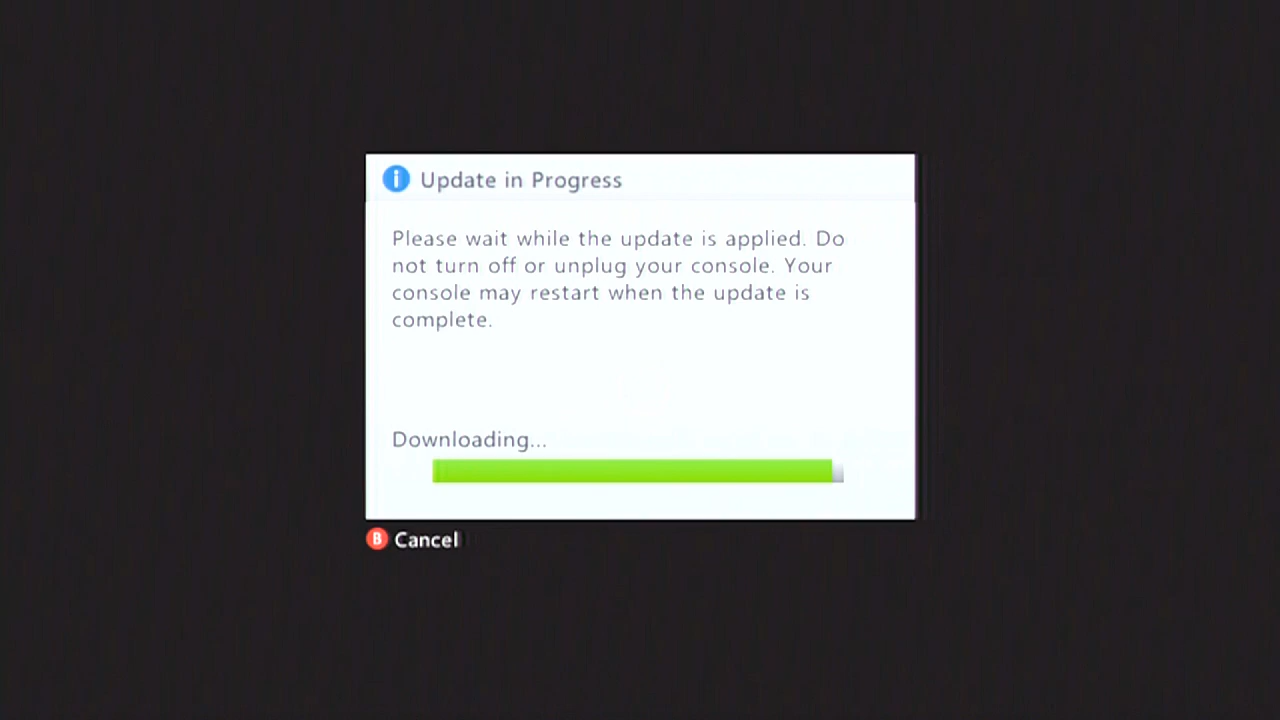 i Update in Progress
Please wait while the update is applied. Do
not turn off or unplug your console. Your
console may restart when the update is
complete.
Downloading...
B Cancel